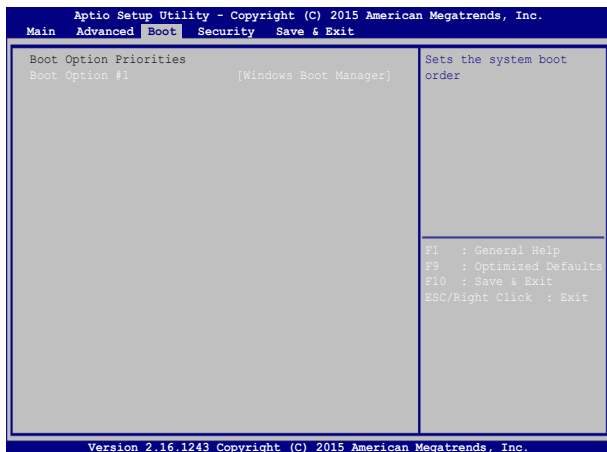 Aptio Setup Utility - Copyright (C) 2015 American Megatrends, Inc.
Main Advanced Boot Security Save & Exit
Boot Option Priorities
Boot Option #1 [Windows Boot Manager]
Sets the system boot
order
F1 : General Help
F9 : Optimized Defaults
F10 : Save & Exit
ESC/Right Click : Exit
Version 2.16.1243 Copyright (C) 2015 American Megatrends, Inc.